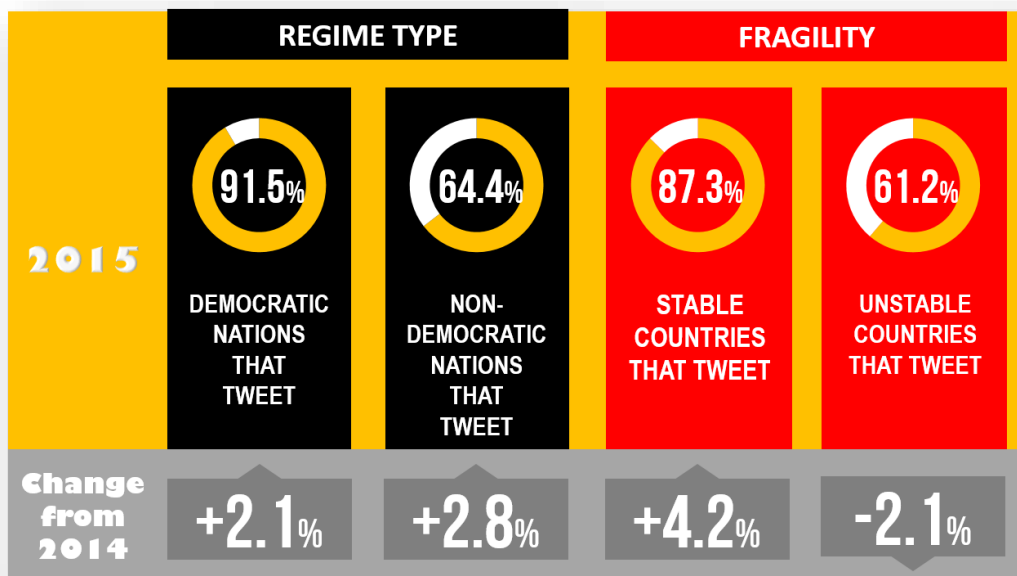 REGIME TYPE
FRAGILITY
2015
91.5%
DEMOCRATIC
NATIONS
THAT
TWEET
64.4%
NON-
DEMOCRATIC
NATIONS
THAT
TWEET
87.3%
STABLE
COUNTRIES
THAT TWEET
61.2%
UNSTABLE
COUNTRIES
THAT TWEET
Change
from
2014
+2.1%
+2.8%
+4.2%
-2.1%